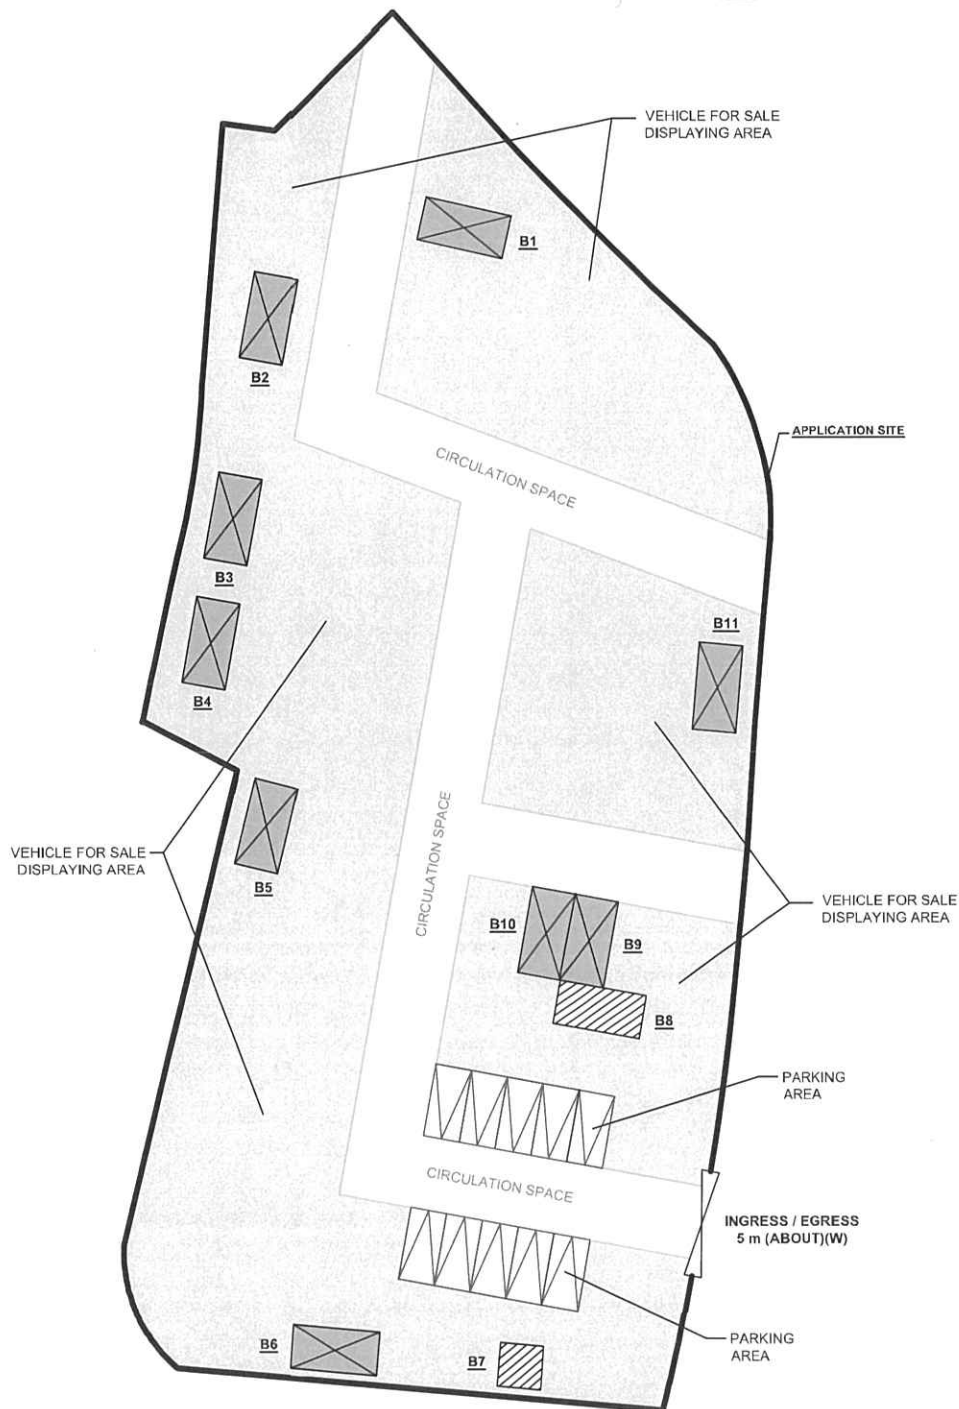 VEHICLE FOR SALE
DISPLAYING AREA
B1
B2
APPLICATION SITE
CIRCULATION SPACE
B3
B11
B4
CIRCULATION SPACE
VEHICLE FOR SALE
DISPLAYING AREA
B5
VEHICLE FOR SALE
DISPLAYING AREA
B10
B9
B8
PARKING
AREA
CIRCULATION SPACE
INGRESS / EGRESS
5 m (ABOUT)(W)
B6
B7
PARKING
AREA